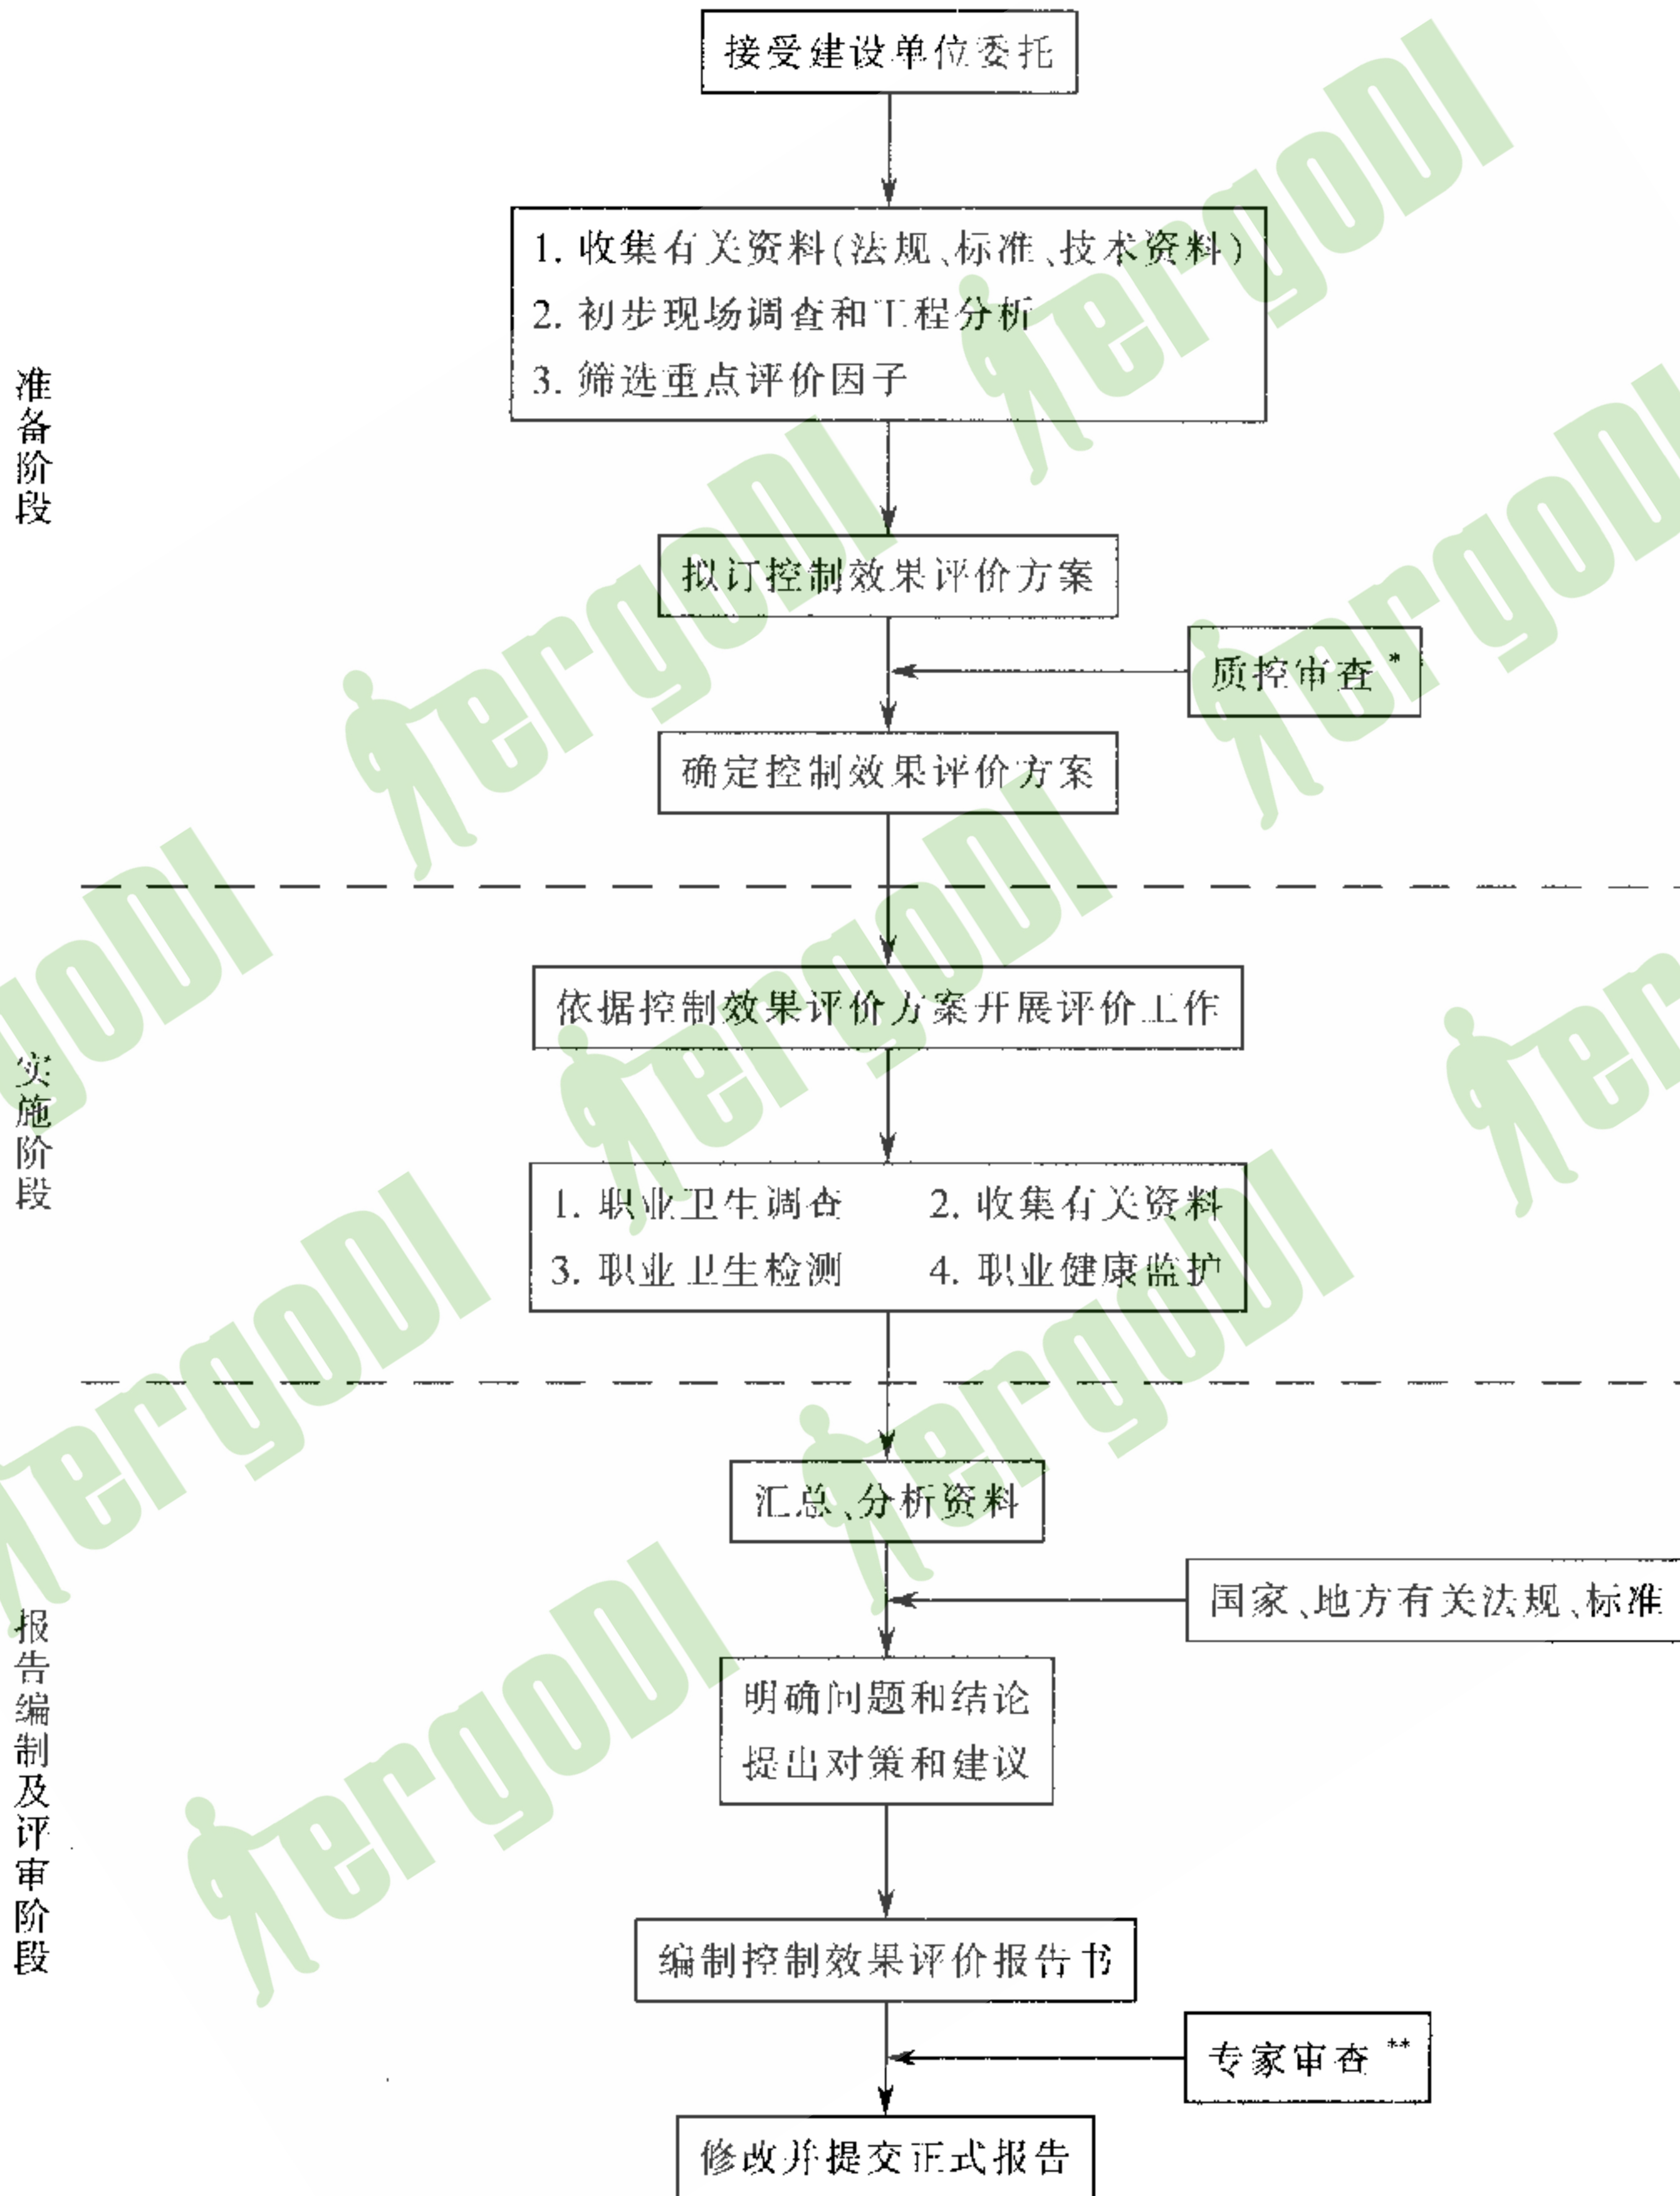 接受建设单位委托
1. 收集有关资料(法规、标准、技术资料)
2. 初步现场调查和工程分析
3. 筛选重点评价因子
准备阶段
拟订控制效果评价方案
质控审查*
确定控制效果评价方案
依据控制效果评价方案开展评价工作
实施阶段
1. 职业卫生调查 2. 收集有关资料
3. 职业卫生检测 4. 职业健康监护
汇总、分析资料
国家、地方有关法规、标准
明确问题和结论
提出对策和建议
报告编制及评审阶段
编制控制效果评价报告书
专家审查**
修改并提交正式报告
ergoDI
ergoDI
ergoDI
ergoDI
goDI
ergoDI
er
ergoDI
ergoDI